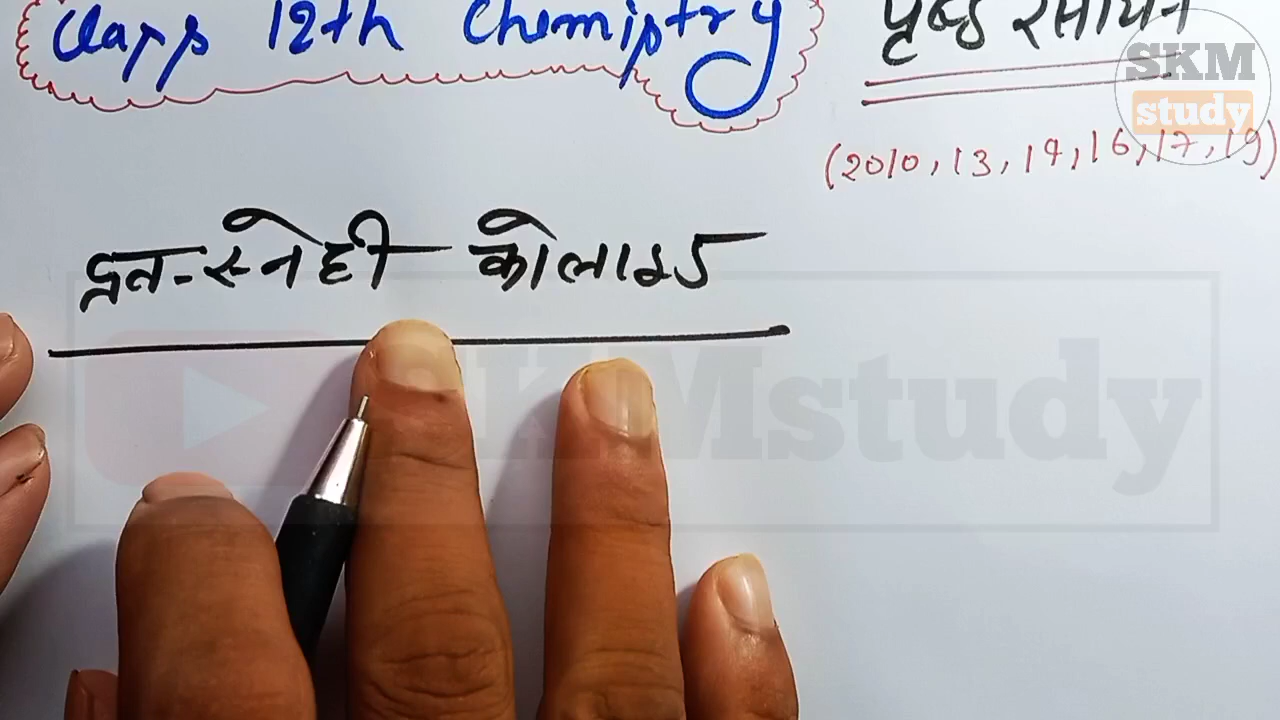 Class 12th Chemistry
पृष्ठ रसायन
SKM
study
(2010, 13, 14, 16, 17, 19)
द्रव-स्नेही कोलाइड
SKMstudy